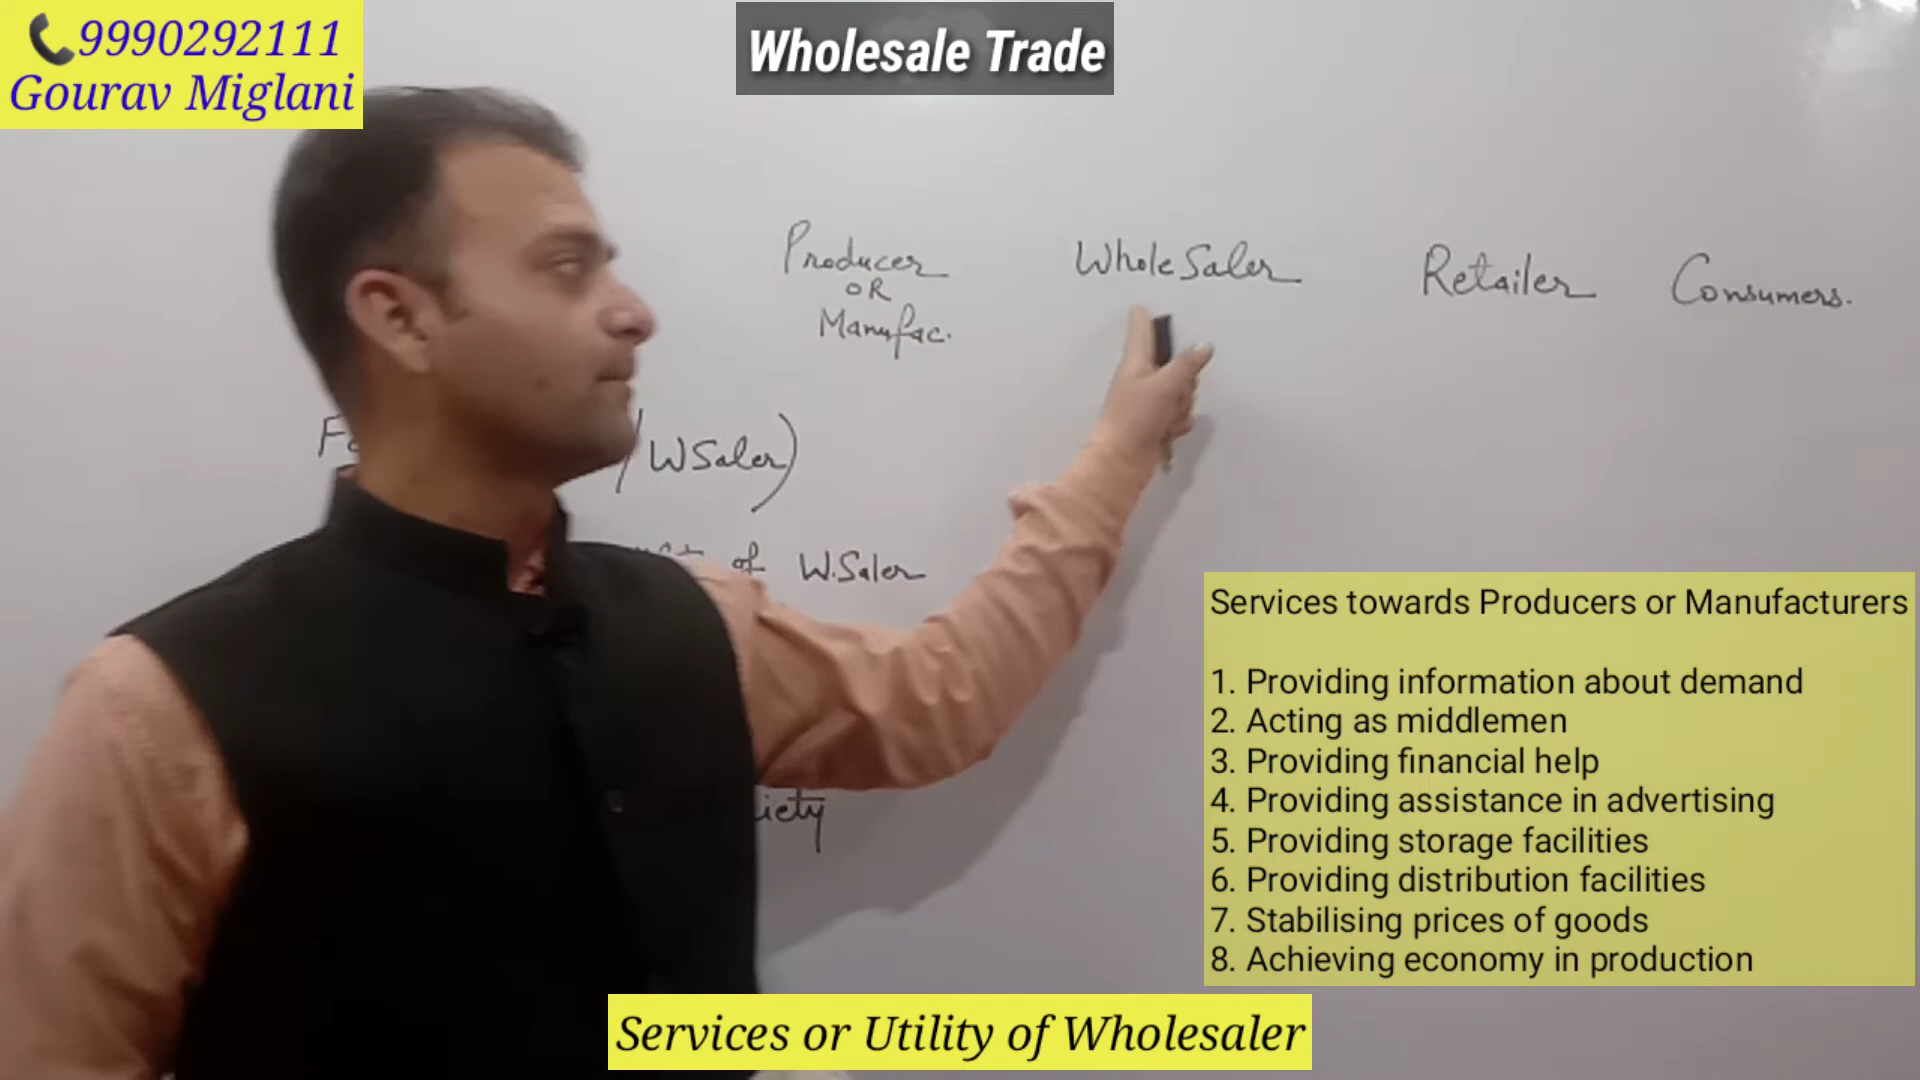 9990292111
Gourav Miglani
Wholesale Trade
Producer
OR
Manufac.
WholeSaler
Retailer
Consumers.
/ WSaler)
of W.Saler
Services towards Producers or Manufacturers
1. Providing information about demand
2. Acting as middlemen
3. Providing financial help
4. Providing assistance in advertising
5. Providing storage facilities
6. Providing distribution facilities
7. Stabilising prices of goods
8. Achieving economy in production
Services or Utility of Wholesaler